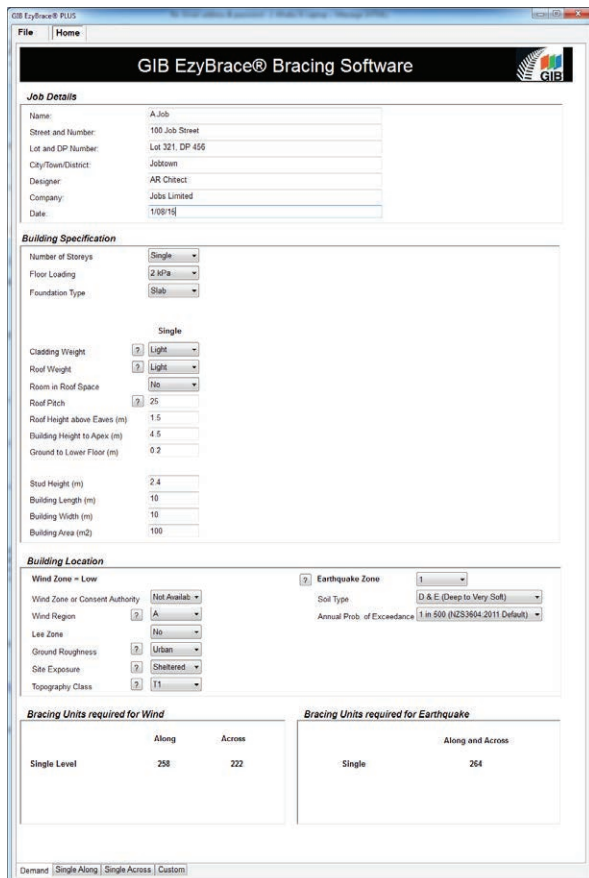 GIB EzyBrace® PLUS
File Home
GIB EzyBrace® Bracing Software
GIB
Job Details
Name: A.Job
Street and Number: 100 Job Street
Lot and DP Number: Lot 321, DP 456
City/Town/District: Jobtown
Designer: AR Chitect
Company: Jobs Limited
Date: 1/08/16
Building Specification
Number of Storeys Single
Floor Loading 2 kPa
Foundation Type Slab
Single
Cladding Weight ? Light
Roof Weight ? Light
Room in Roof Space No
Roof Pitch ? 25
Roof Height above Eaves (m) 1.5
Building Height to Apex (m) 4.5
Ground to Lower Floor (m) 0.2
Stud Height (m) 2.4
Building Length (m) 10
Building Width (m) 10
Building Area (m2) 100
Building Location
Wind Zone = Low ? Earthquake Zone 1
Wind Zone or Consent Authority Not Availab Soil Type D & E (Deep to Very Soft)
Wind Region ? A Annual Prob. of Exceedance 1 in 500 (NZS3604:2011 Default)
Lee Zone No
Ground Roughness ? Urban
Site Exposure ? Sheltered
Topography Class ? T1
Bracing Units required for Wind Bracing Units required for Earthquake
Along Across Along and Across
Single Level 258 222 Single 264
Demand Single Along Single Across Custom